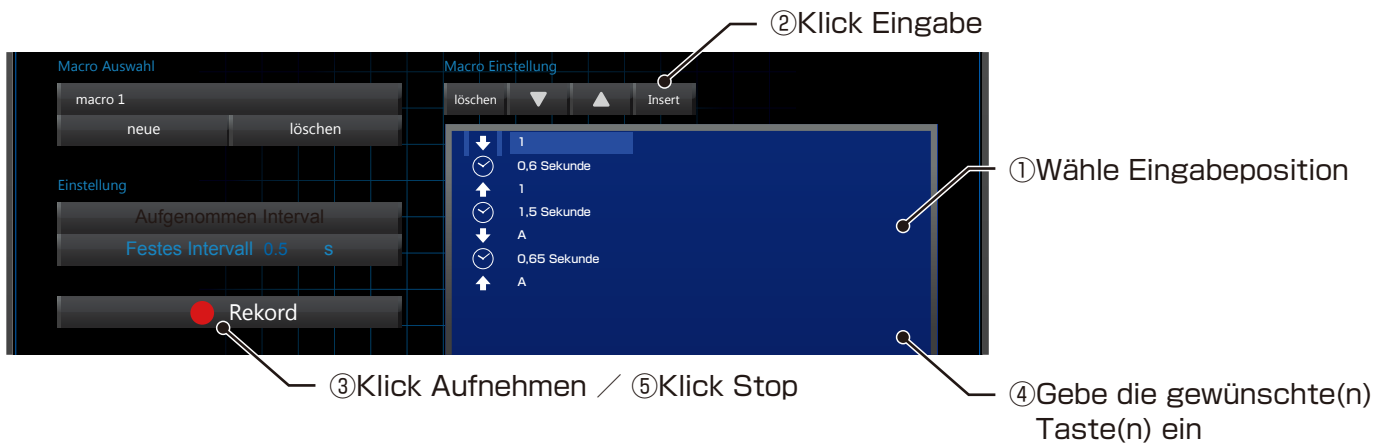 ②Klick Eingabe
Macro Auswahl
macro 1
neue löschen
Einstellung
Aufgenommen Interval
Festes Intervall 0.5 s
Rekord
Macro Einstellung
löschen ▼ ▲ Insert
1
0,6 Sekunde
1
1,5 Sekunde
A
0,65 Sekunde
A
①Wähle Eingabeposition
③Klick Aufnehmen ／ ⑤Klick Stop
④Gebe die gewünschte(n)
Taste(n) ein